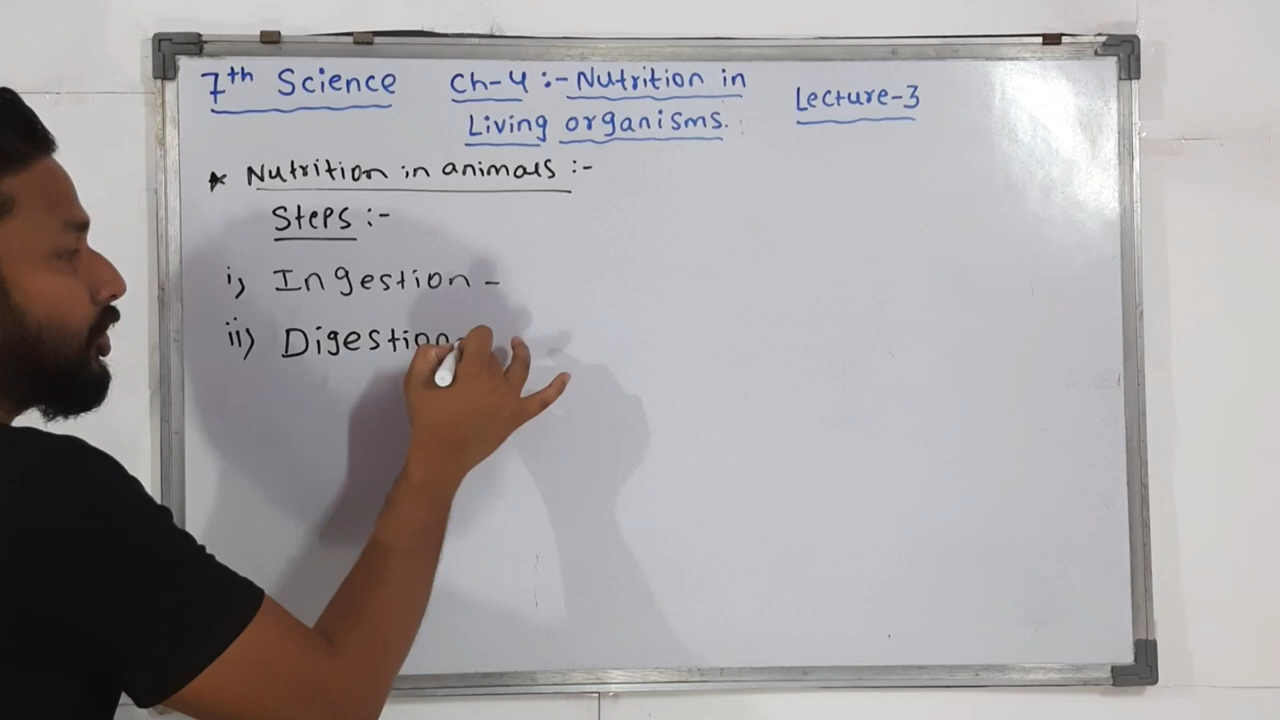 7th Science Ch-4 :- Nutrition in
Living organisms.
Lecture-3
* Nutrition in animals :-
Steps :-
i) Ingestion -
ii) Digestion